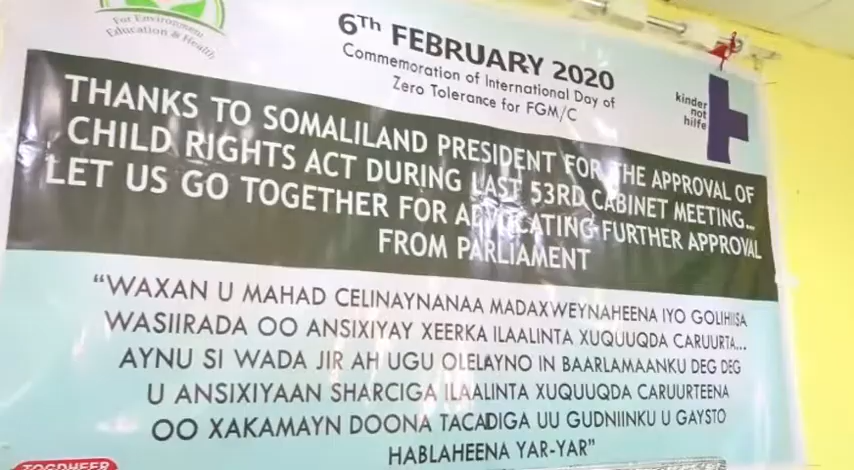 For Environment
Education & Health
6Th FEBRUARY 2020
Commemoration of International Day of
Zero Tolerance for FGM/C
kinder
not
hilfe
THANKS TO SOMALILAND PRESIDENT FOR THE APPROVAL OF
CHILD RIGHTS ACT DURING LAST 53RD CABINET MEETING...
LET US GO TOGETHER FOR ADVOCATING FURTHER APPROVAL
FROM PARLIAMENT
"WAXAN U MAHAD CELINAYNANAA MADAXWEYNAHEENA IYO GOLIHIISA
WASIIRADA OO ANSIXIYAY XEERKA ILAALINTA XUQUUQDA CARUURTA...
AYNU SI WADA JIR AH UGU OLELAYNO IN BAARLAMAANKU DEG DEG
U ANSIXIYAAN SHARCIGA ILAALINTA XUQUUQDA CARUURTEENA
OO XAKAMAYN DOONA TACADIGA UU GUDNIINKU U GAYSTO
HABLAHEENA YAR-YAR"
TOGDHEER